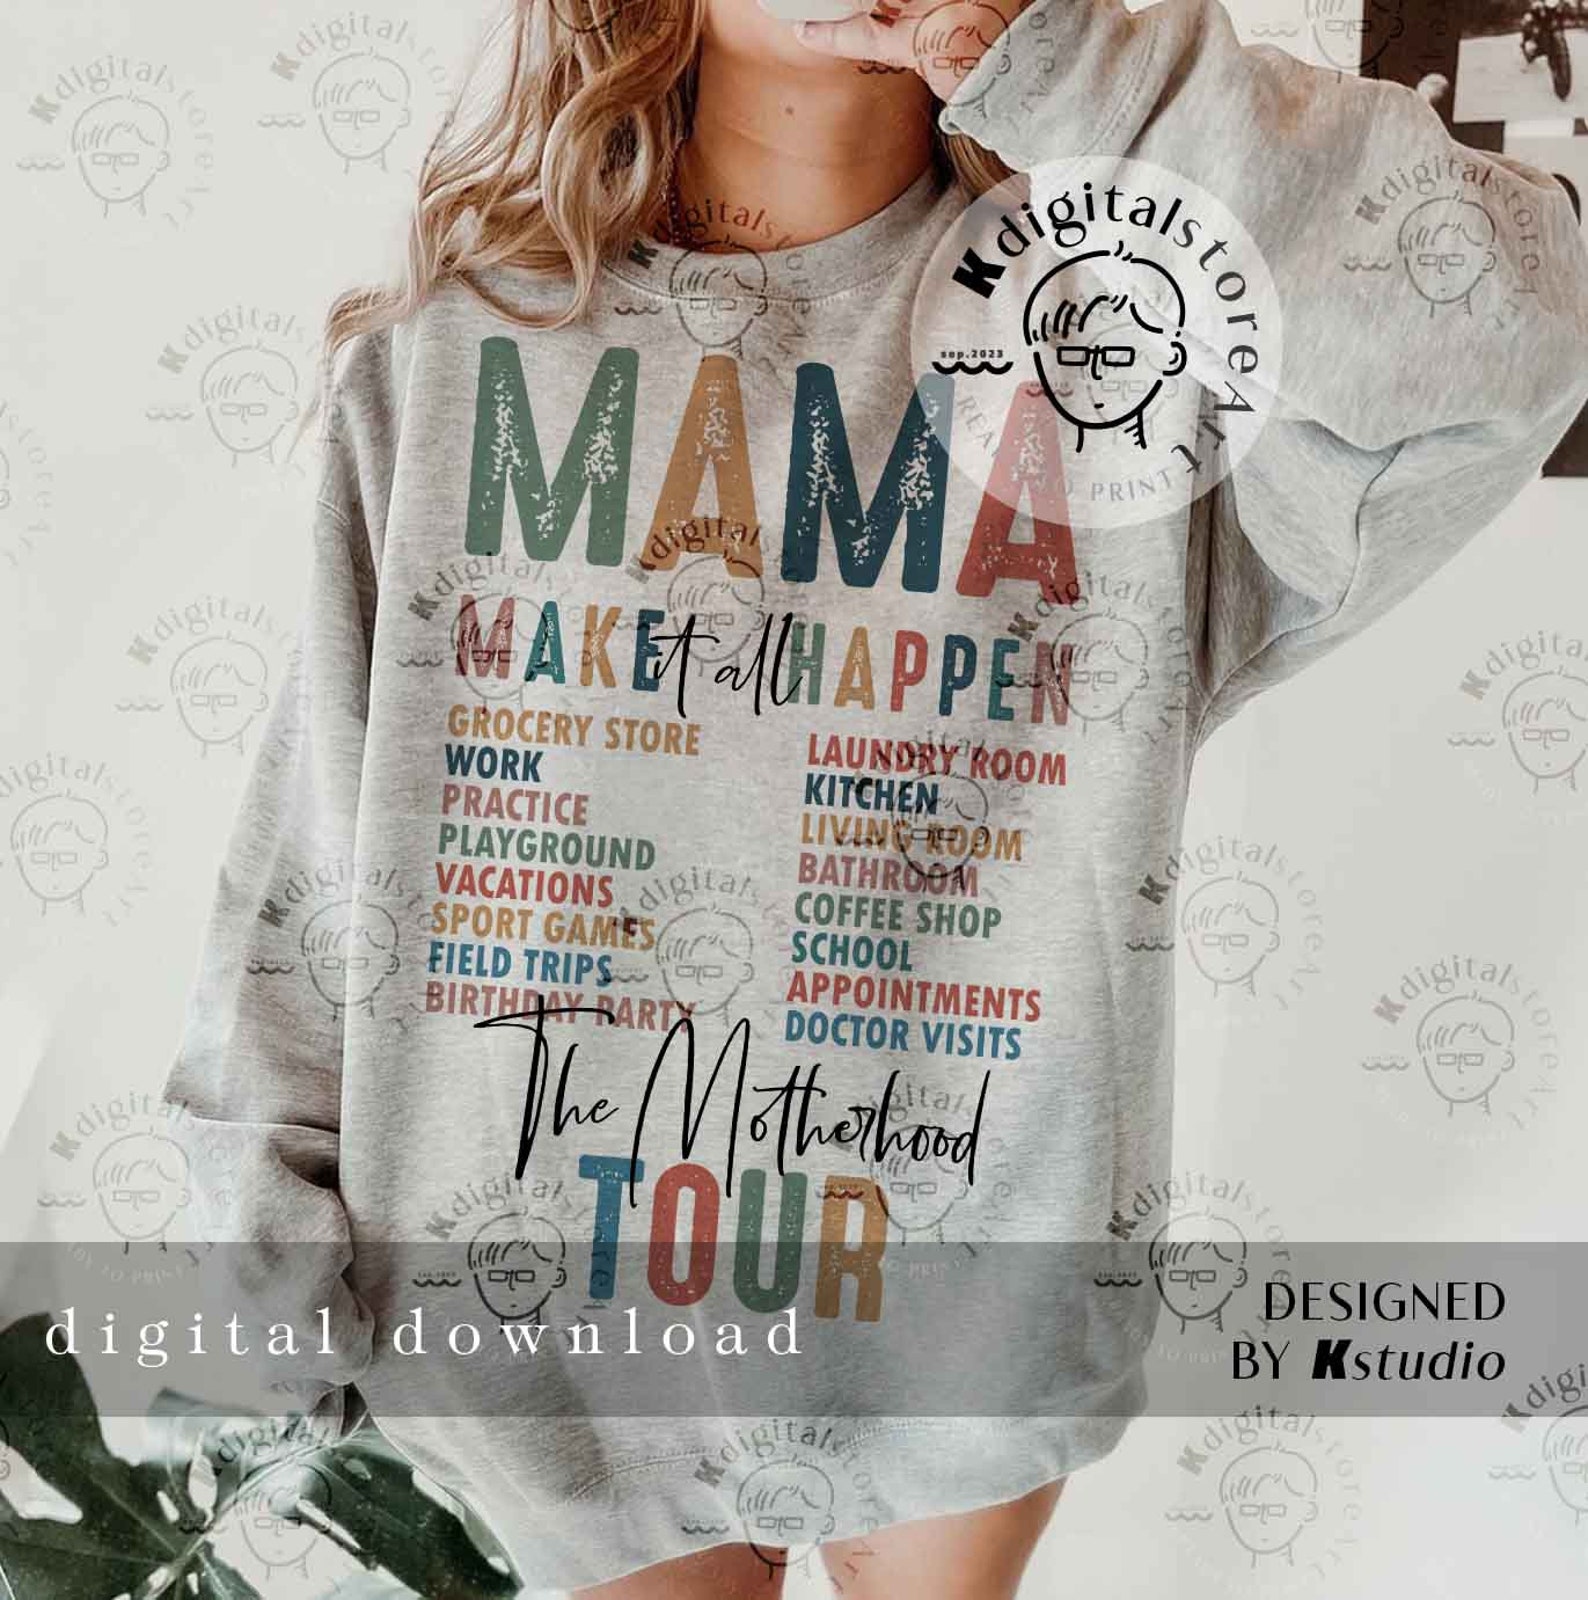 KdigitalstoreArt
sep.2023
MAMA
MAKE it all HAPPEN
GROCERY STORE
WORK
PRACTICE
PLAYGROUND
VACATIONS
SPORT GAMES
FIELD TRIPS
BIRTHDAY PARTY
LAUNDRY ROOM
KITCHEN
LIVING ROOM
BATHROOM
COFFEE SHOP
SCHOOL
APPOINTMENTS
DOCTOR VISITS
The Motherhood
TOUR
digital download
DESIGNED
BY Kstudio